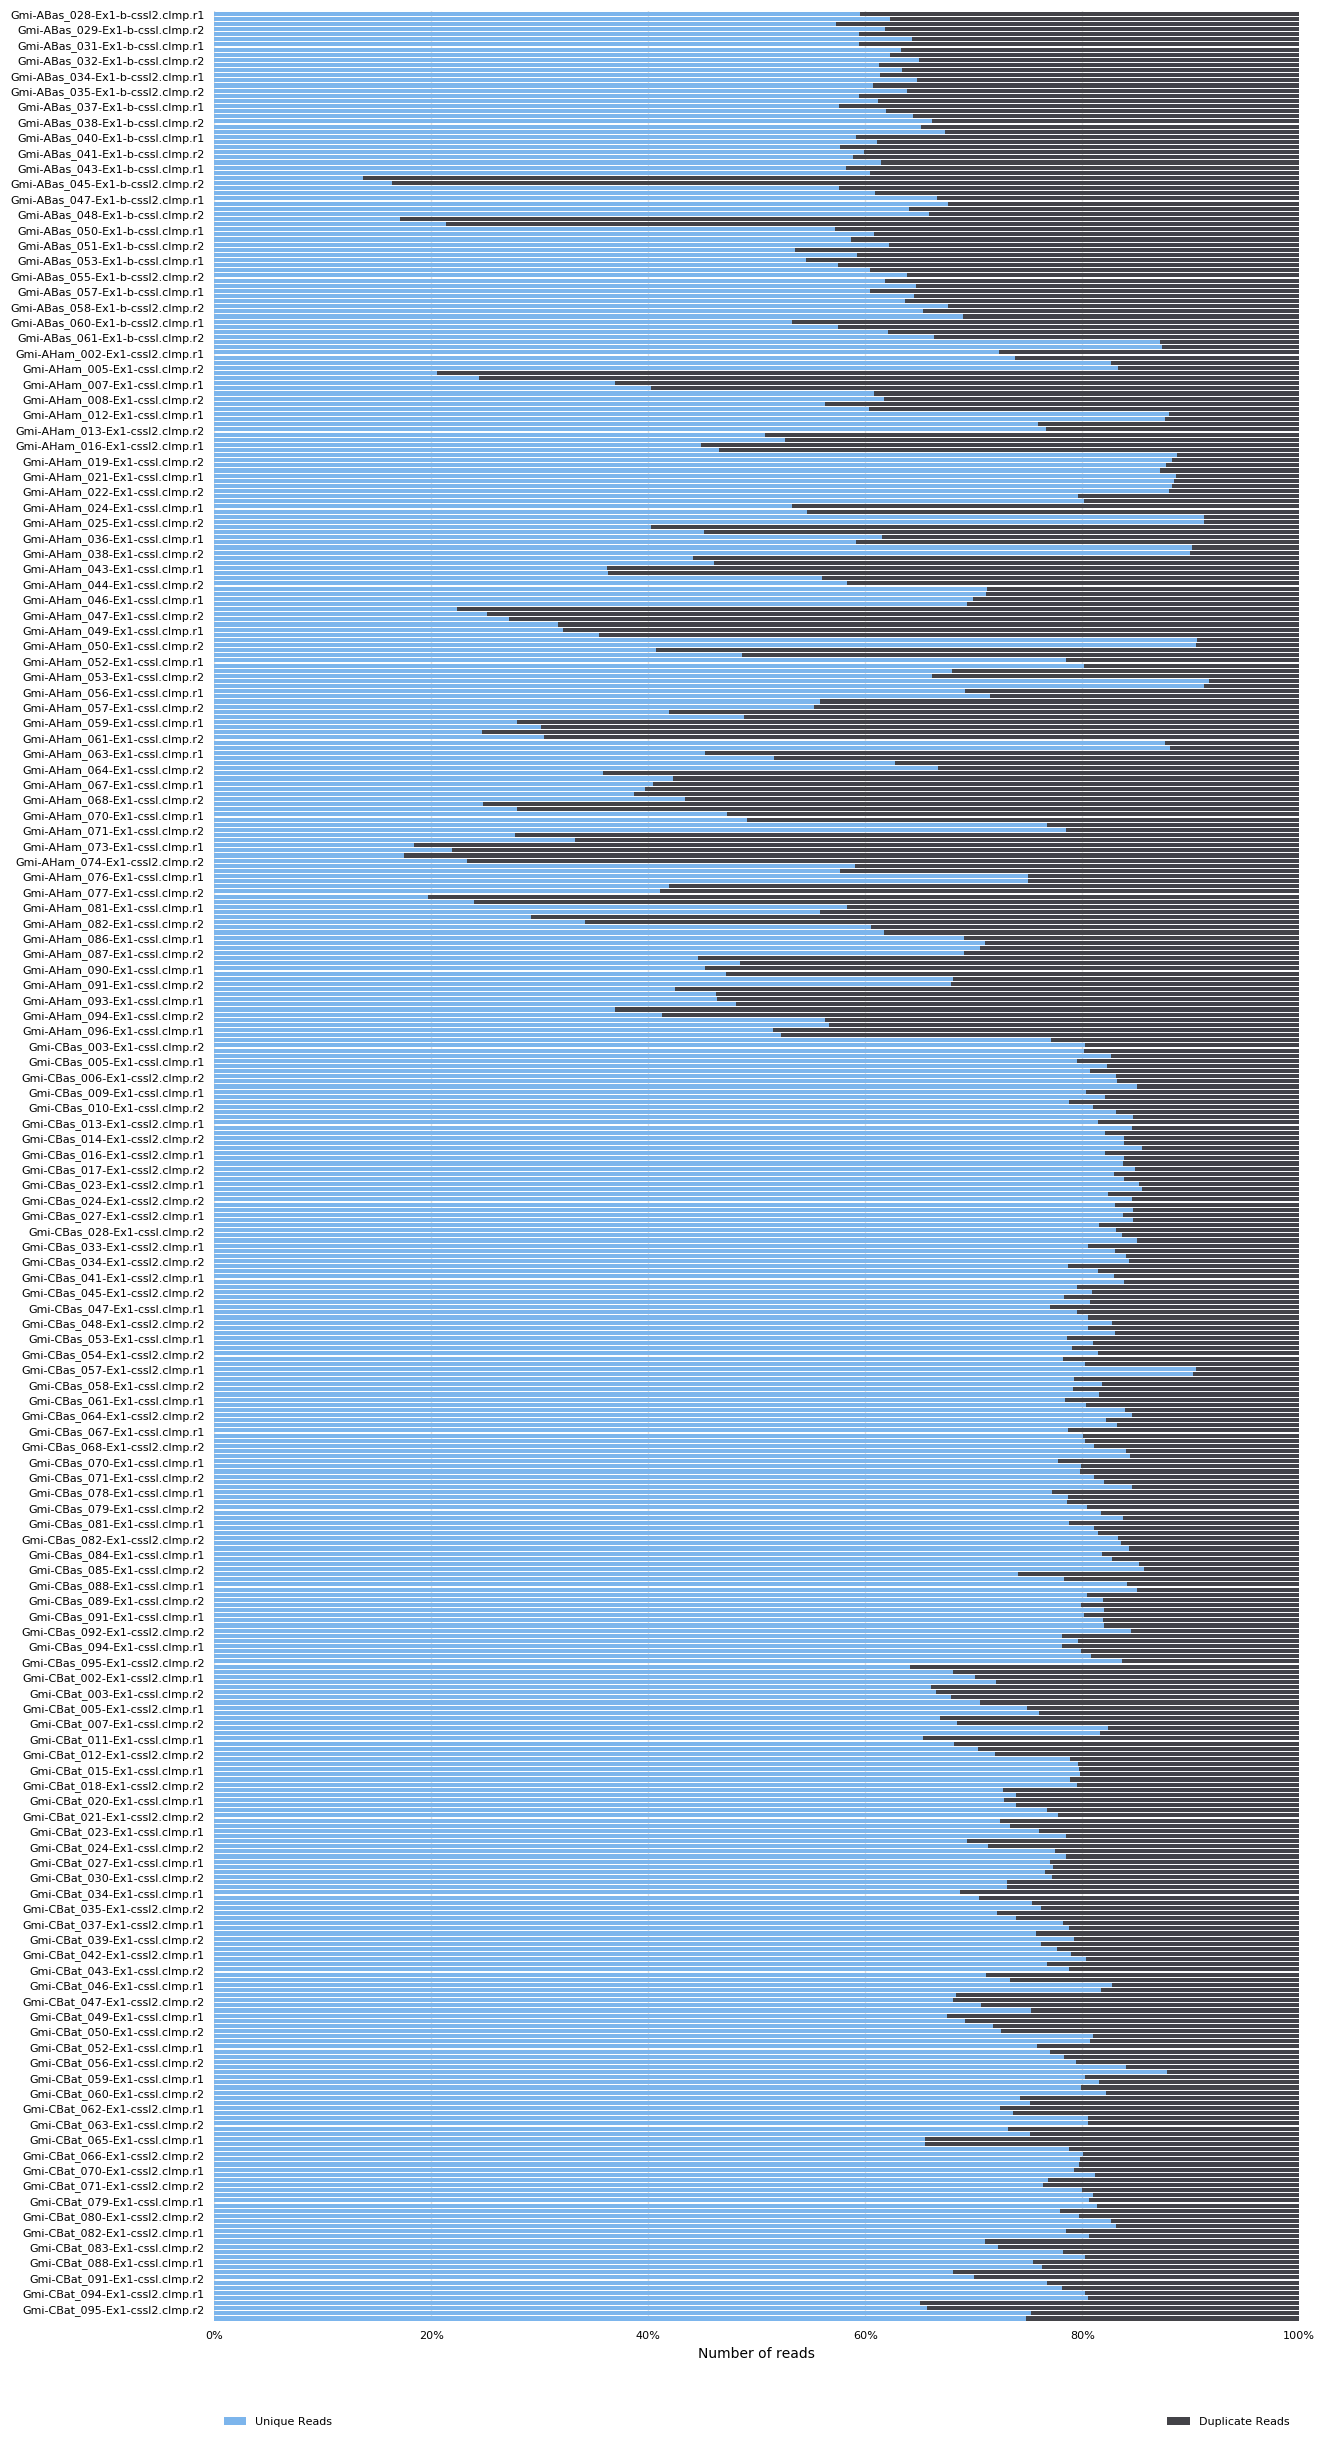 Gmi-ABas_028-Ex1-b-cssl2.clmp.r1
Gmi-ABas_029-Ex1-b-cssl.clmp.r2
Gmi-ABas_031-Ex1-b-cssl.clmp.r1
Gmi-ABas_032-Ex1-b-cssl.clmp.r2
Gmi-ABas_034-Ex1-b-cssl.clmp.r1
Gmi-ABas_035-Ex1-b-cssl2.clmp.r2
Gmi-ABas_037-Ex1-b-cssl.clmp.r1
Gmi-ABas_038-Ex1-b-cssl.clmp.r2
Gmi-ABas_040-Ex1-b-cssl.clmp.r1
Gmi-ABas_041-Ex1-b-cssl.clmp.r2
Gmi-ABas_043-Ex1-b-cssl.clmp.r1
Gmi-ABas_045-Ex1-b-cssl2.clmp.r2
Gmi-ABas_047-Ex1-b-cssl2.clmp.r1
Gmi-ABas_048-Ex1-b-cssl.clmp.r2
Gmi-ABas_050-Ex1-b-cssl.clmp.r1
Gmi-ABas_051-Ex1-b-cssl.clmp.r2
Gmi-ABas_053-Ex1-b-cssl.clmp.r1
Gmi-ABas_055-Ex1-b-cssl2.clmp.r2
Gmi-ABas_057-Ex1-b-cssl.clmp.r1
Gmi-ABas_058-Ex1-b-cssl2.clmp.r2
Gmi-ABas_060-Ex1-b-cssl2.clmp.r1
Gmi-ABas_061-Ex1-b-cssl.clmp.r2
Gmi-AHam_002-Ex1-cssl2.clmp.r1
Gmi-AHam_005-Ex1-cssl.clmp.r2
Gmi-AHam_007-Ex1-cssl.clmp.r1
Gmi-AHam_008-Ex1-cssl.clmp.r2
Gmi-AHam_012-Ex1-cssl.clmp.r1
Gmi-AHam_013-Ex1-cssl.clmp.r2
Gmi-AHam_016-Ex1-cssl2.clmp.r1
Gmi-AHam_019-Ex1-cssl.clmp.r2
Gmi-AHam_021-Ex1-cssl.clmp.r1
Gmi-AHam_022-Ex1-cssl.clmp.r2
Gmi-AHam_024-Ex1-cssl.clmp.r1
Gmi-AHam_025-Ex1-cssl.clmp.r2
Gmi-AHam_036-Ex1-cssl.clmp.r1
Gmi-AHam_038-Ex1-cssl.clmp.r2
Gmi-AHam_043-Ex1-cssl.clmp.r1
Gmi-AHam_044-Ex1-cssl.clmp.r2
Gmi-AHam_046-Ex1-cssl.clmp.r1
Gmi-AHam_047-Ex1-cssl.clmp.r2
Gmi-AHam_049-Ex1-cssl.clmp.r1
Gmi-AHam_050-Ex1-cssl.clmp.r2
Gmi-AHam_052-Ex1-cssl.clmp.r1
Gmi-AHam_053-Ex1-cssl.clmp.r2
Gmi-AHam_056-Ex1-cssl.clmp.r1
Gmi-AHam_057-Ex1-cssl.clmp.r2
Gmi-AHam_059-Ex1-cssl.clmp.r1
Gmi-AHam_061-Ex1-cssl.clmp.r2
Gmi-AHam_063-Ex1-cssl.clmp.r1
Gmi-AHam_064-Ex1-cssl.clmp.r2
Gmi-AHam_067-Ex1-cssl.clmp.r1
Gmi-AHam_068-Ex1-cssl.clmp.r2
Gmi-AHam_070-Ex1-cssl.clmp.r1
Gmi-AHam_071-Ex1-cssl.clmp.r2
Gmi-AHam_073-Ex1-cssl.clmp.r1
Gmi-AHam_074-Ex1-cssl2.clmp.r2
Gmi-AHam_076-Ex1-cssl.clmp.r1
Gmi-AHam_077-Ex1-cssl.clmp.r2
Gmi-AHam_081-Ex1-cssl.clmp.r1
Gmi-AHam_082-Ex1-cssl.clmp.r2
Gmi-AHam_086-Ex1-cssl.clmp.r1
Gmi-AHam_087-Ex1-cssl.clmp.r2
Gmi-AHam_090-Ex1-cssl.clmp.r1
Gmi-AHam_091-Ex1-cssl.clmp.r2
Gmi-AHam_093-Ex1-cssl.clmp.r1
Gmi-AHam_094-Ex1-cssl.clmp.r2
Gmi-AHam_096-Ex1-cssl.clmp.r1
Gmi-CBas_003-Ex1-cssl.clmp.r2
Gmi-CBas_005-Ex1-cssl.clmp.r1
Gmi-CBas_006-Ex1-cssl2.clmp.r2
Gmi-CBas_009-Ex1-cssl.clmp.r1
Gmi-CBas_010-Ex1-cssl.clmp.r2
Gmi-CBas_013-Ex1-cssl2.clmp.r1
Gmi-CBas_014-Ex1-cssl2.clmp.r2
Gmi-CBas_016-Ex1-cssl2.clmp.r1
Gmi-CBas_017-Ex1-cssl2.clmp.r2
Gmi-CBas_023-Ex1-cssl2.clmp.r1
Gmi-CBas_024-Ex1-cssl2.clmp.r2
Gmi-CBas_027-Ex1-cssl2.clmp.r1
Gmi-CBas_028-Ex1-cssl.clmp.r2
Gmi-CBas_033-Ex1-cssl2.clmp.r1
Gmi-CBas_034-Ex1-cssl2.clmp.r2
Gmi-CBas_041-Ex1-cssl2.clmp.r1
Gmi-CBas_045-Ex1-cssl2.clmp.r2
Gmi-CBas_047-Ex1-cssl.clmp.r1
Gmi-CBas_048-Ex1-cssl2.clmp.r2
Gmi-CBas_053-Ex1-cssl.clmp.r1
Gmi-CBas_054-Ex1-cssl2.clmp.r2
Gmi-CBas_057-Ex1-cssl2.clmp.r1
Gmi-CBas_058-Ex1-cssl.clmp.r2
Gmi-CBas_061-Ex1-cssl.clmp.r1
Gmi-CBas_064-Ex1-cssl2.clmp.r2
Gmi-CBas_067-Ex1-cssl.clmp.r1
Gmi-CBas_068-Ex1-cssl2.clmp.r2
Gmi-CBas_070-Ex1-cssl.clmp.r1
Gmi-CBas_071-Ex1-cssl2.clmp.r2
Gmi-CBas_078-Ex1-cssl.clmp.r1
Gmi-CBas_079-Ex1-cssl.clmp.r2
Gmi-CBas_081-Ex1-cssl.clmp.r1
Gmi-CBas_082-Ex1-cssl2.clmp.r2
Gmi-CBas_084-Ex1-cssl.clmp.r1
Gmi-CBas_085-Ex1-cssl.clmp.r2
Gmi-CBas_088-Ex1-cssl.clmp.r1
Gmi-CBas_089-Ex1-cssl.clmp.r2
Gmi-CBas_091-Ex1-cssl.clmp.r1
Gmi-CBas_092-Ex1-cssl2.clmp.r2
Gmi-CBas_094-Ex1-cssl.clmp.r1
Gmi-CBas_095-Ex1-cssl2.clmp.r2
Gmi-CBat_002-Ex1-cssl.clmp.r1
Gmi-CBat_003-Ex1-cssl.clmp.r2
Gmi-CBat_005-Ex1-cssl2.clmp.r1
Gmi-CBat_007-Ex1-cssl.clmp.r2
Gmi-CBat_011-Ex1-cssl.clmp.r1
Gmi-CBat_012-Ex1-cssl2.clmp.r2
Gmi-CBat_015-Ex1-cssl.clmp.r1
Gmi-CBat_018-Ex1-cssl2.clmp.r2
Gmi-CBat_020-Ex1-cssl.clmp.r1
Gmi-CBat_021-Ex1-cssl2.clmp.r2
Gmi-CBat_023-Ex1-cssl.clmp.r1
Gmi-CBat_024-Ex1-cssl.clmp.r2
Gmi-CBat_027-Ex1-cssl.clmp.r1
Gmi-CBat_030-Ex1-cssl.clmp.r2
Gmi-CBat_034-Ex1-cssl.clmp.r1
Gmi-CBat_035-Ex1-cssl.clmp.r2
Gmi-CBat_037-Ex1-cssl2.clmp.r1
Gmi-CBat_039-Ex1-cssl.clmp.r2
Gmi-CBat_042-Ex1-cssl2.clmp.r1
Gmi-CBat_043-Ex1-cssl.clmp.r2
Gmi-CBat_046-Ex1-cssl.clmp.r1
Gmi-CBat_047-Ex1-cssl2.clmp.r2
Gmi-CBat_049-Ex1-cssl.clmp.r1
Gmi-CBat_050-Ex1-cssl.clmp.r2
Gmi-CBat_052-Ex1-cssl.clmp.r1
Gmi-CBat_056-Ex1-cssl.clmp.r2
Gmi-CBat_059-Ex1-cssl.clmp.r1
Gmi-CBat_060-Ex1-cssl.clmp.r2
Gmi-CBat_062-Ex1-cssl2.clmp.r1
Gmi-CBat_063-Ex1-cssl.clmp.r2
Gmi-CBat_065-Ex1-cssl.clmp.r1
Gmi-CBat_066-Ex1-cssl2.clmp.r2
Gmi-CBat_070-Ex1-cssl2.clmp.r1
Gmi-CBat_071-Ex1-cssl2.clmp.r2
Gmi-CBat_079-Ex1-cssl.clmp.r1
Gmi-CBat_080-Ex1-cssl2.clmp.r2
Gmi-CBat_082-Ex1-cssl2.clmp.r1
Gmi-CBat_083-Ex1-cssl.clmp.r2
Gmi-CBat_088-Ex1-cssl.clmp.r1
Gmi-CBat_091-Ex1-cssl.clmp.r2
Gmi-CBat_094-Ex1-cssl2.clmp.r1
Gmi-CBat_095-Ex1-cssl2.clmp.r2
0% 20% 40% 60% 80% 100%
Number of reads
Unique Reads Duplicate Reads